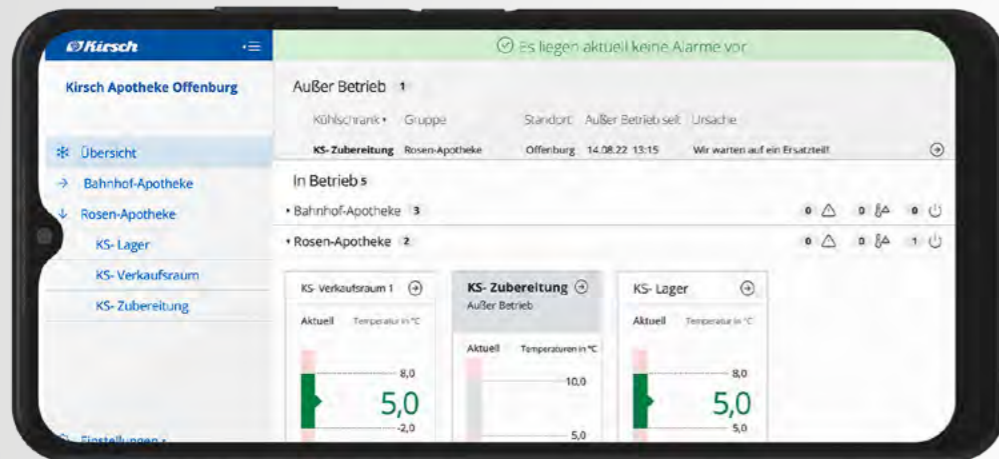 Kirsch
Es liegen aktuell keine Alarme vor
Kirsch Apotheke Offenburg
Übersicht
Bahnhof-Apotheke
Rosen-Apotheke
KS- Lager
KS- Verkaufsraum
KS- Zubereitung
Einstellungen
Außer Betrieb 1
Kühlschrank Gruppe Standort Außer Betrieb seit Ursache
KS- Zubereitung Rosen-Apotheke Offenburg 14.08.22 13:15 Wir warten auf ein Ersatzteil!
In Betrieb 5
Bahnhof-Apotheke 3 0 0 0
Rosen-Apotheke 2 0 0 1
KS- Verkaufsraum 1
Aktuell Temperatur in °C
8,0
5,0
-2,0
KS- Zubereitung
Außer Betrieb
Aktuell Temperaturen in °C
10,0
5,0
KS- Lager
Aktuell Temperatur in °C
8,0
5,0
5,0